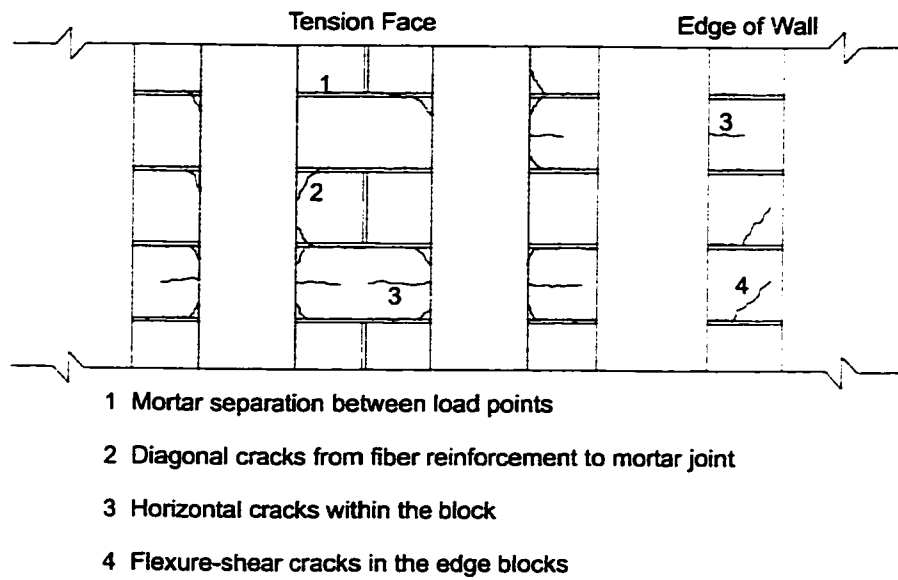 Tension Face
Edge of Wall
1
3
2
3
4
1 Mortar separation between load points
2 Diagonal cracks from fiber reinforcement to mortar joint
3 Horizontal cracks within the block
4 Flexure-shear cracks in the edge blocks